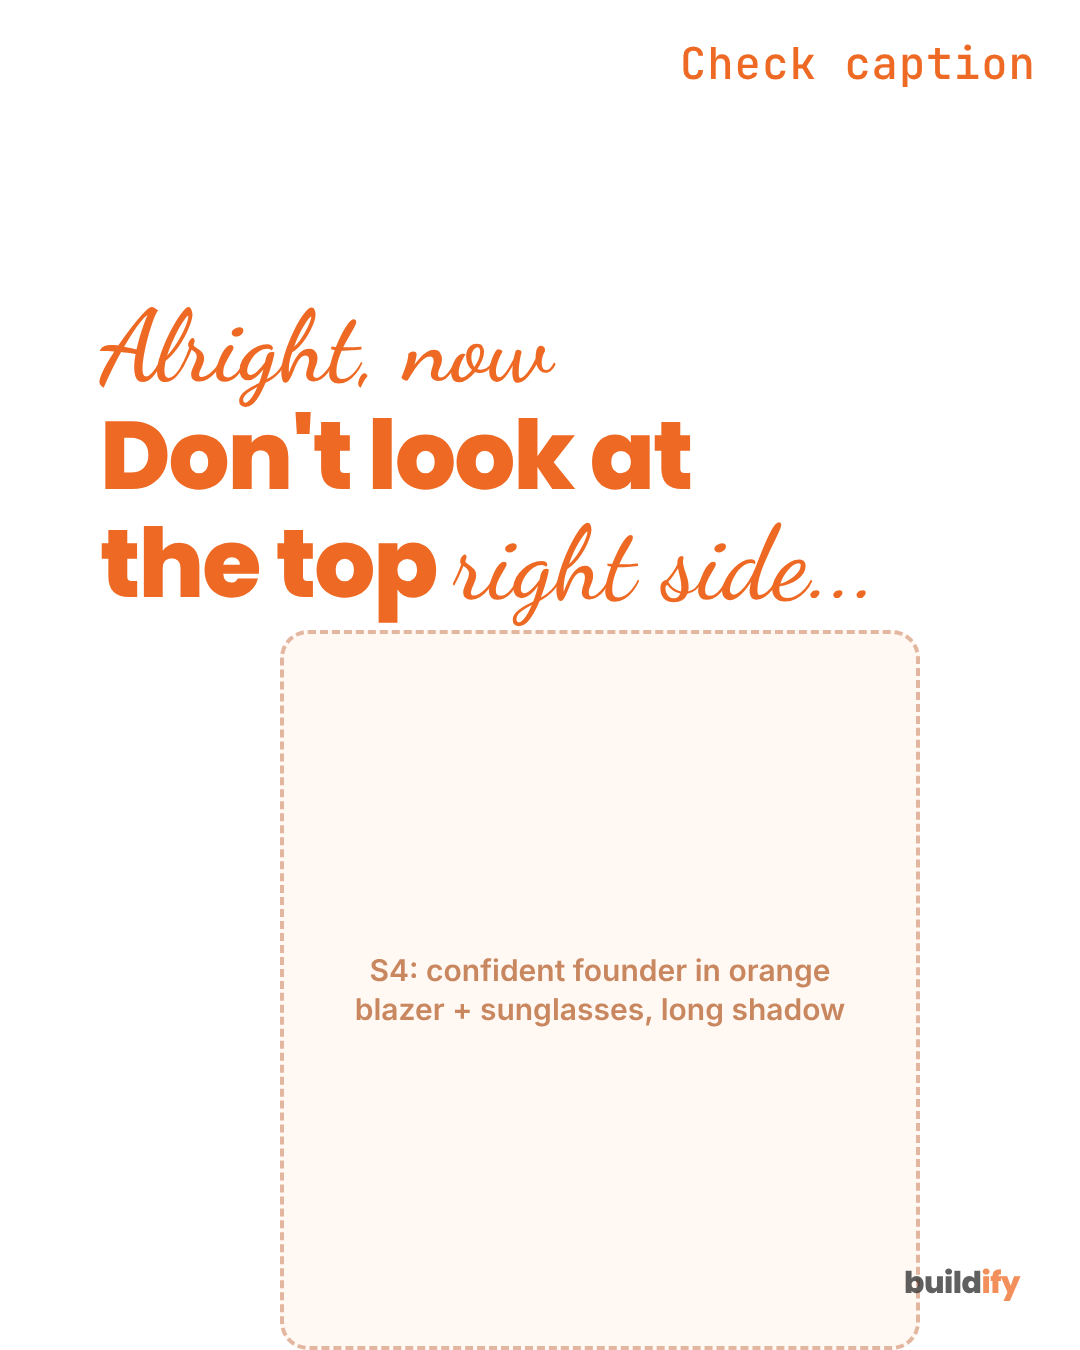 Check caption
Alright, now
Don't look at
the top right side...
S4: confident founder in orange
blazer + sunglasses, long shadow
buildify